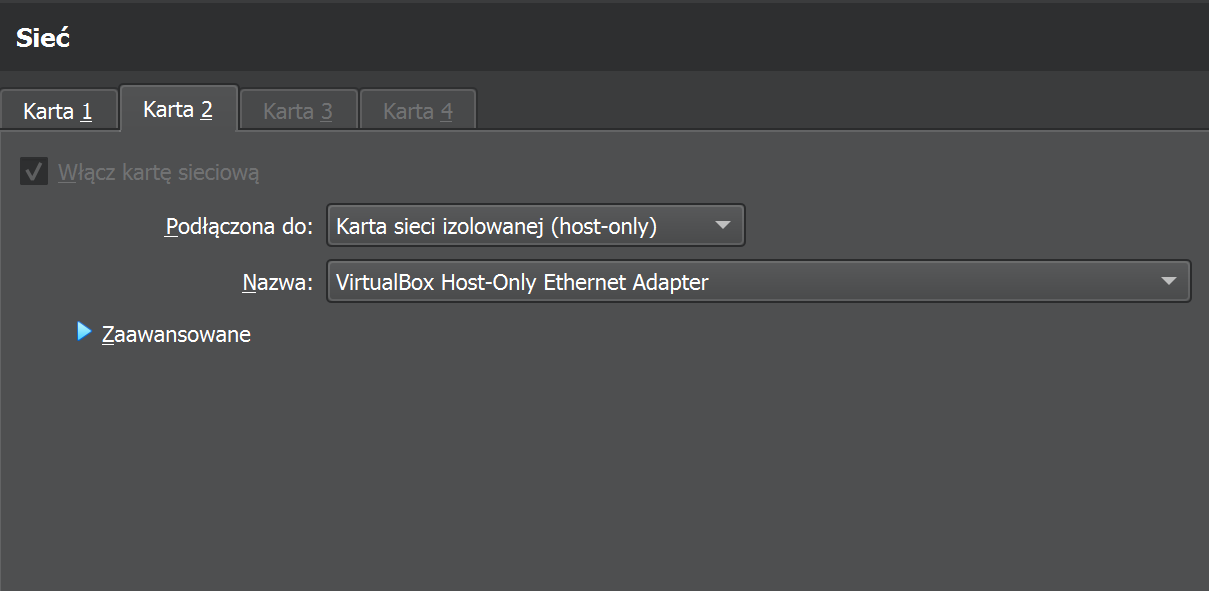 Sieć
Karta 1 Karta 2 Karta 3 Karta 4
Włącz kartę sieciową
Podłączona do: Karta sieci izolowanej (host-only)
Nazwa: VirtualBox Host-Only Ethernet Adapter
Zaawansowane